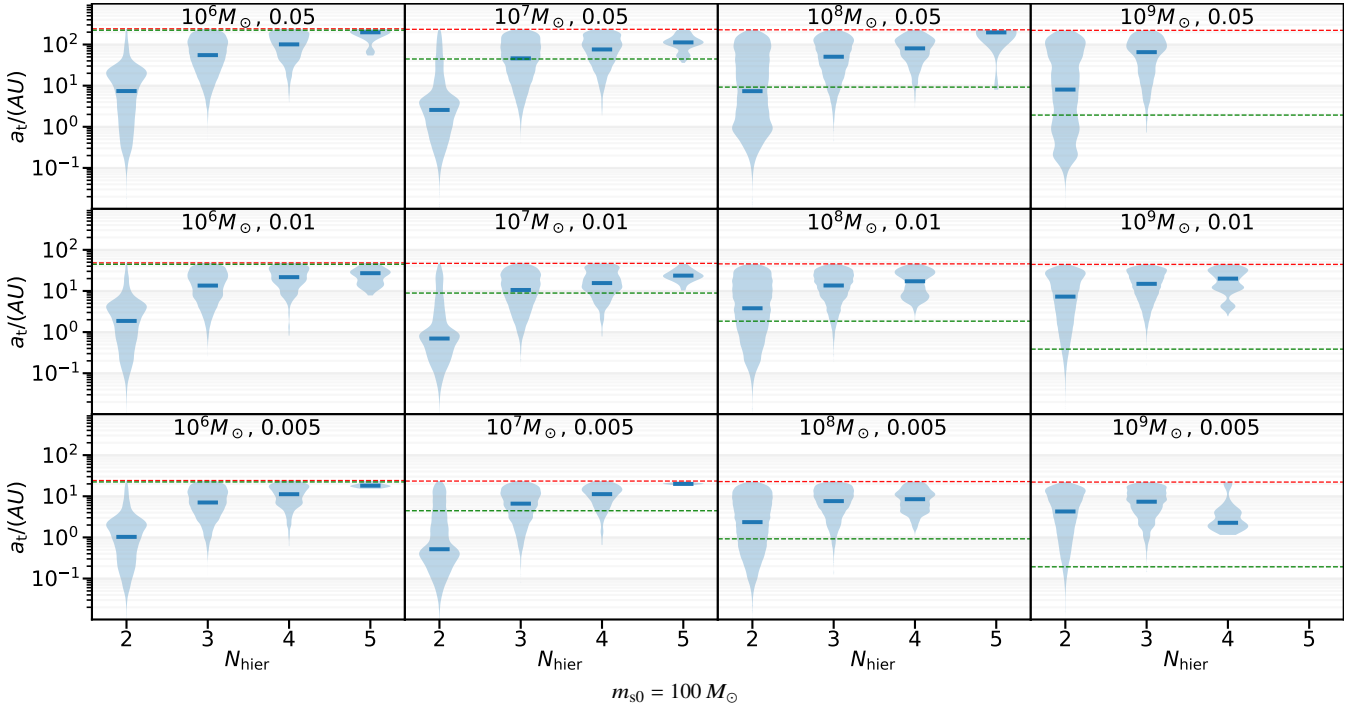 10⁶M⊙, 0.05 10⁷M⊙, 0.05 10⁸M⊙, 0.05 10⁹M⊙, 0.05
aₜ/(AU)
10²
10¹
10⁰
10⁻¹
10⁶M⊙, 0.01 10⁷M⊙, 0.01 10⁸M⊙, 0.01 10⁹M⊙, 0.01
aₜ/(AU)
10²
10¹
10⁰
10⁻¹
10⁶M⊙, 0.005 10⁷M⊙, 0.005 10⁸M⊙, 0.005 10⁹M⊙, 0.005
aₜ/(AU)
10²
10¹
10⁰
10⁻¹
2 3 4 5 2 3 4 5 2 3 4 5 2 3 4 5
N_hier N_hier N_hier N_hier
m_s0 = 100 M⊙